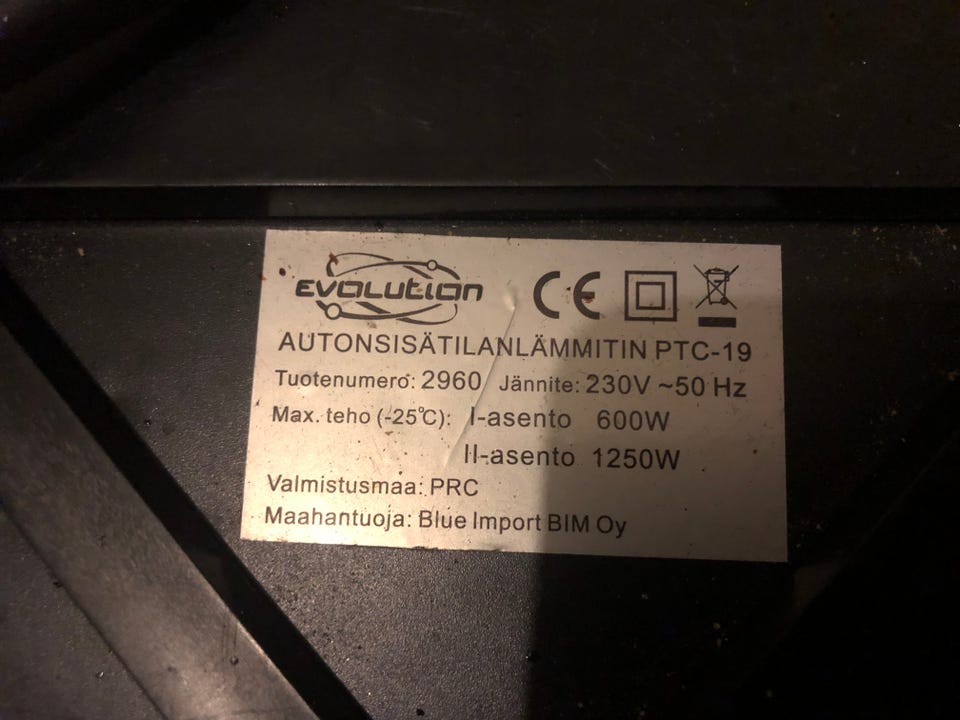 EVOLUTION CE
AUTONSISÄTILANLÄMMITIN PTC-19
Tuotenumero: 2960 Jännite: 230V ~50 Hz
Max. teho (-25°C): I-asento 600W
II-asento 1250W
Valmistusmaa: PRC
Maahantuoja: Blue Import BIM Oy